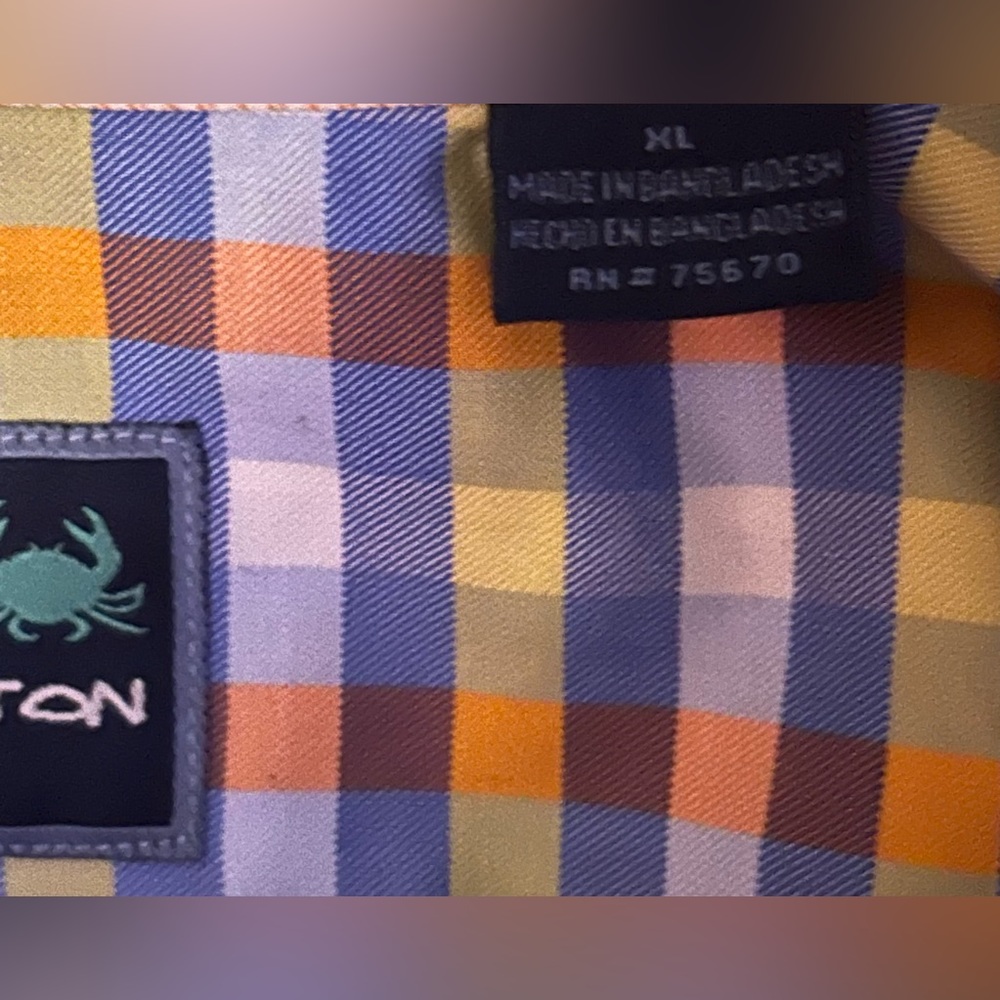 XL
MADE IN BANGLADESH
HECHO EN BANGLADESH
RN # 75670
TON